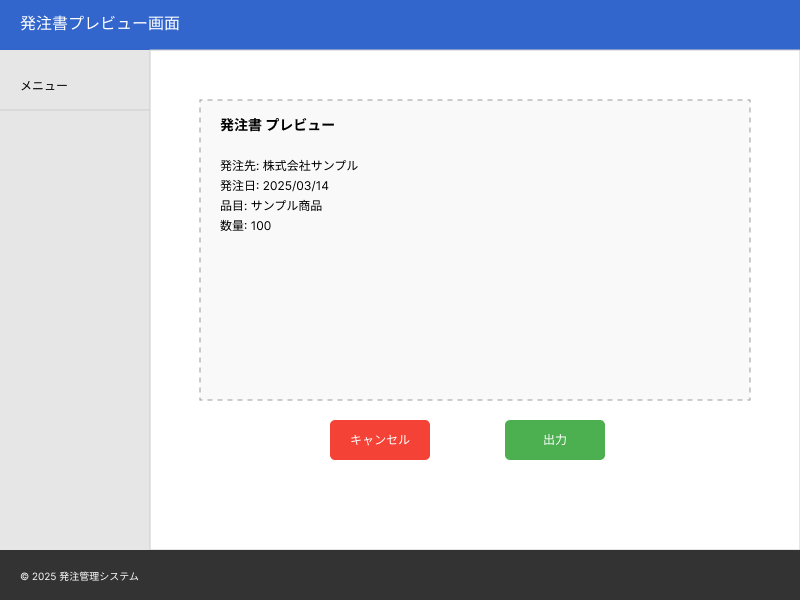 発注書プレビュー画面
メニュー
発注書 プレビュー
発注先: 株式会社サンプル
発注日: 2025/03/14
品目: サンプル商品
数量: 100
キャンセル
出力
© 2025 発注管理システム